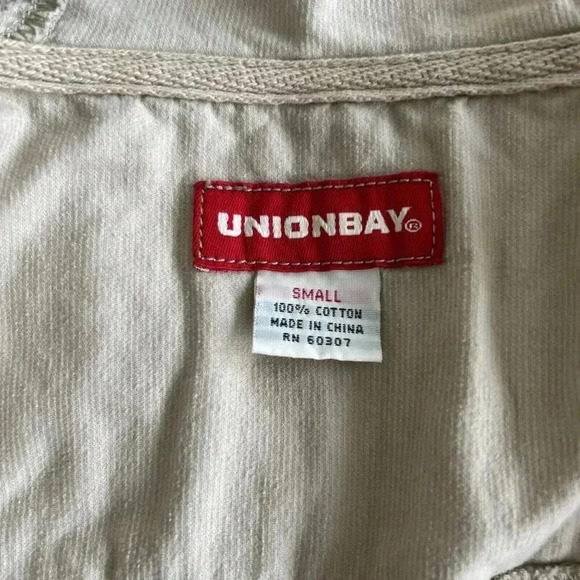 UNIONBAY®
SMALL
100% COTTON
MADE IN CHINA
RN 60307